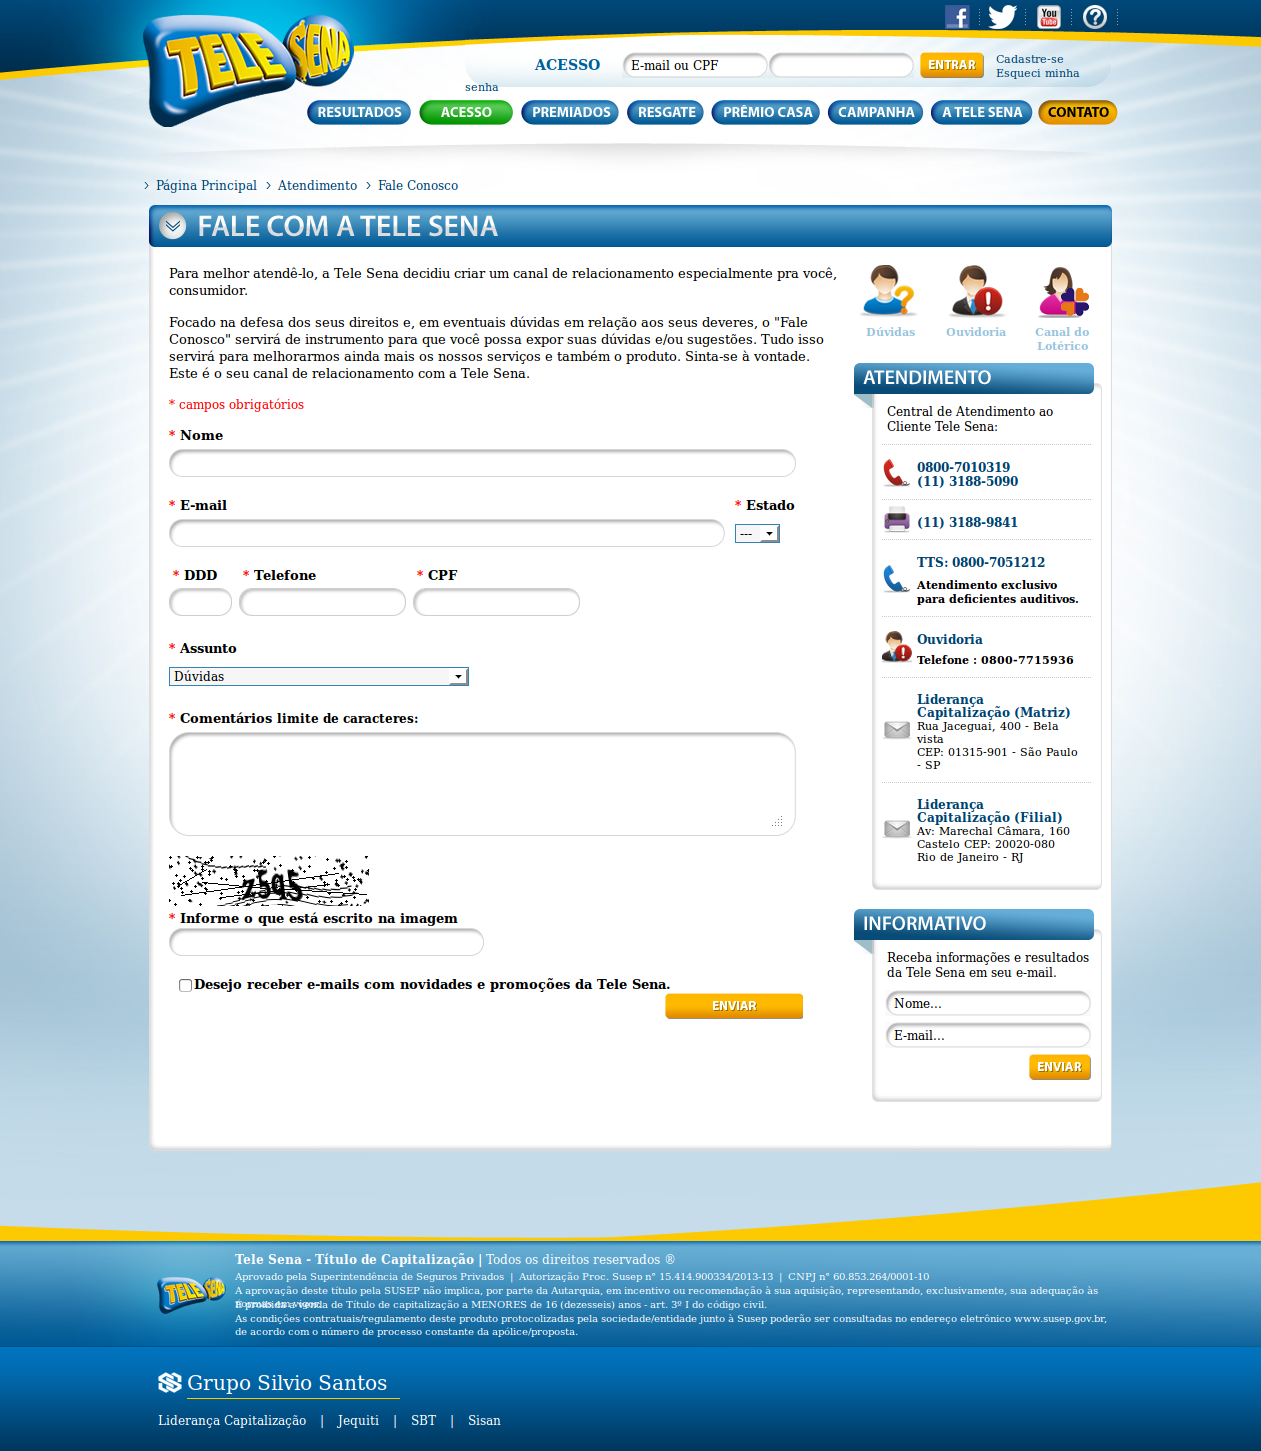 TELE SENA
ACESSO
E-mail ou CPF
ENTRAR
Cadastre-se
Esqueci minha
senha
RESULTADOS
ACESSO
PREMIADOS
RESGATE
PRÊMIO CASA
CAMPANHA
A TELE SENA
CONTATO
Página Principal
Atendimento
Fale Conosco
FALE COM A TELE SENA
Para melhor atendê-lo, a Tele Sena decidiu criar um canal de relacionamento especialmente pra você,
consumidor.
Focado na defesa dos seus direitos e, em eventuais dúvidas em relação aos seus deveres, o "Fale
Conosco" servirá de instrumento para que você possa expor suas dúvidas e/ou sugestões. Tudo isso
servirá para melhorarmos ainda mais os nossos serviços e também o produto. Sinta-se à vontade.
Este é o seu canal de relacionamento com a Tele Sena.
* campos obrigatórios
* Nome
* E-mail
* Estado
---
* DDD
* Telefone
* CPF
* Assunto
Dúvidas
* Comentários limite de caracteres:
z5q5
* Informe o que está escrito na imagem
Desejo receber e-mails com novidades e promoções da Tele Sena.
ENVIAR
Dúvidas
Ouvidoria
Canal do
Lotérico
ATENDIMENTO
Central de Atendimento ao
Cliente Tele Sena:
0800-7010319
(11) 3188-5090
(11) 3188-9841
TTS: 0800-7051212
Atendimento exclusivo
para deficientes auditivos.
Ouvidoria
Telefone : 0800-7715936
Liderança
Capitalização (Matriz)
Rua Jaceguai, 400 - Bela
vista
CEP: 01315-901 - São Paulo
- SP
Liderança
Capitalização (Filial)
Av: Marechal Câmara, 160
Castelo CEP: 20020-080
Rio de Janeiro - RJ
INFORMATIVO
Receba informações e resultados
da Tele Sena em seu e-mail.
Nome...
E-mail...
ENVIAR
Tele Sena - Título de Capitalização | Todos os direitos reservados ®
Aprovado pela Superintendência de Seguros Privados | Autorização Proc. Susep n° 15.414.900334/2013-13 | CNPJ n° 60.853.264/0001-10
A aprovação deste título pela SUSEP não implica, por parte da Autarquia, em incentivo ou recomendação à sua aquisição, representando, exclusivamente, sua adequação às
É proibida a venda de Título de capitalização a MENORES de 16 (dezesseis) anos - art. 3º I do código civil.
As condições contratuais/regulamento deste produto protocolizadas pela sociedade/entidade junto à Susep poderão ser consultadas no endereço eletrônico www.susep.gov.br,
de acordo com o número de processo constante da apólice/proposta.
Grupo Silvio Santos
Liderança Capitalização | Jequiti | SBT | Sisan